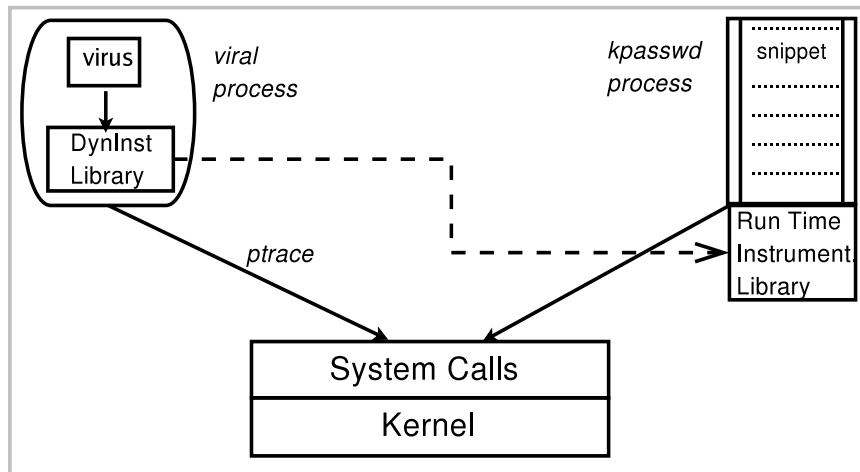 virus
DynInst
Library
viral
process
kpasswd
process
snippet
Run Time
Instrument.
Library
ptrace
System Calls
Kernel